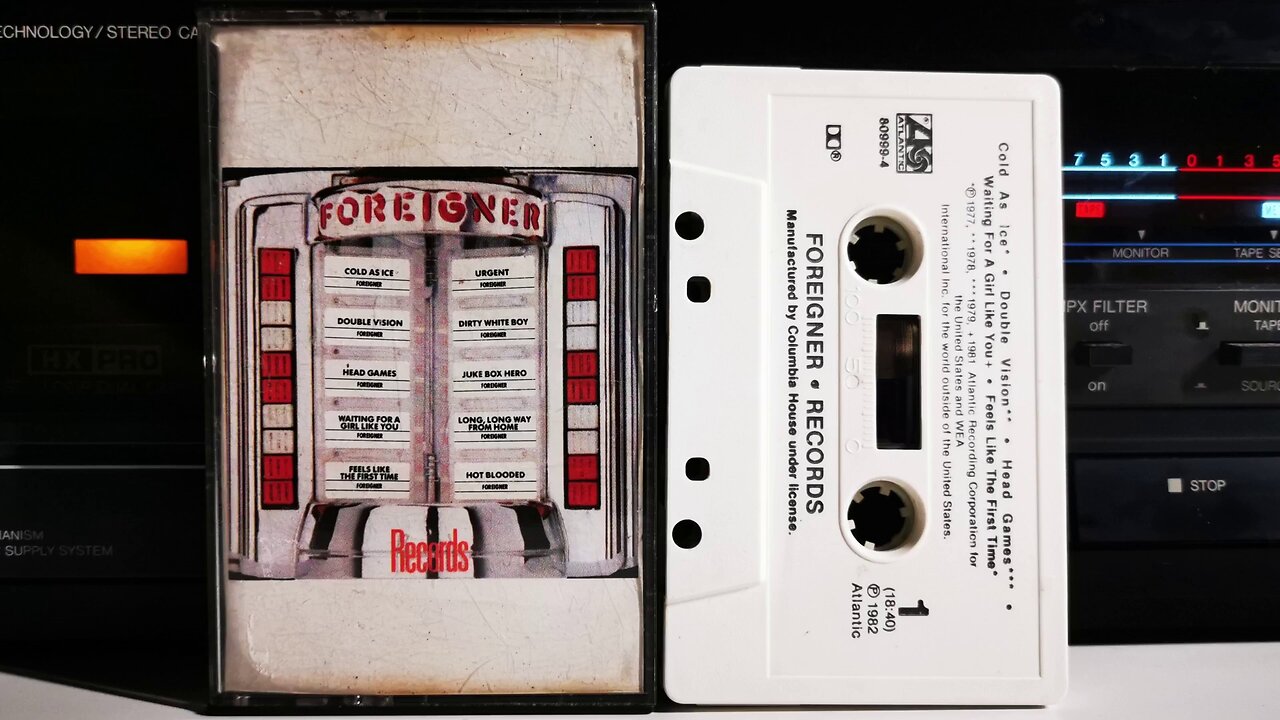 ECHNOLOGY/STEREO CA
HX PRO
ANISM
SUPPLY SYSTEM
FOREIGNER
COLD AS ICE
FOREIGNER
DOUBLE VISION
FOREIGNER
HEAD GAMES
FOREIGNER
WAITING FOR A
GIRL LIKE YOU
FOREIGNER
FEELS LIKE
THE FIRST TIME
FOREIGNER
URGENT
FOREIGNER
DIRTY WHITE BOY
FOREIGNER
JUKE BOX HERO
FOREIGNER
LONG, LONG WAY
FROM HOME
FOREIGNER
HOT BLOODED
FOREIGNER
Records
Cold As Ice* • Double Vision** • Head Games*** •
Waiting For A Girl Like You+ • Feels Like The First Time*
*℗1977, **1978, ***1979, +1981 Atlantic Recording Corporation for
the United States and WEA
International Inc. for the world outside of the United States.
ATLANTIC
80999-4
FOREIGNER • RECORDS
Manufactured by Columbia House under license.
100 50 0
1
(18:40)
℗ 1982
Atlantic
7 5 3 1 0 1 3 5
MONITOR
TAPE SE
PX FILTER
off
on
MONI
TAP
SOUR
STOP